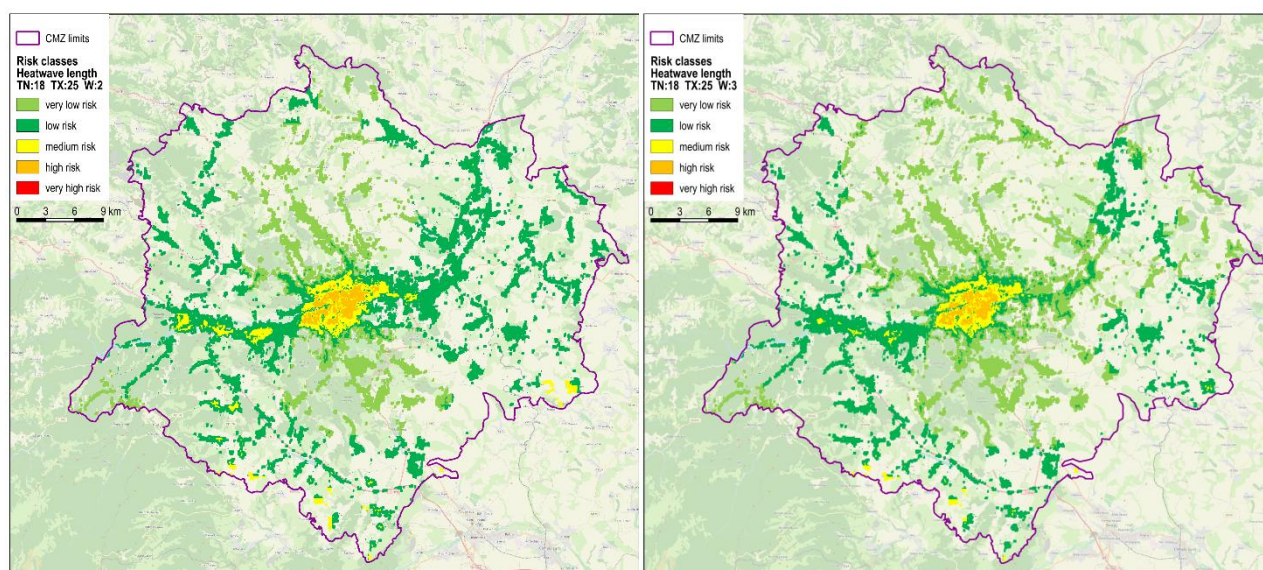 CMZ limits
Risk classes
Heatwave length
TN:18 TX:25 W:2
very low risk
low risk
medium risk
high risk
very high risk
0 3 6 9 km
CMZ limits
Risk classes
Heatwave length
TN:18 TX:25 W:3
very low risk
low risk
medium risk
high risk
very high risk
0 3 6 9 km